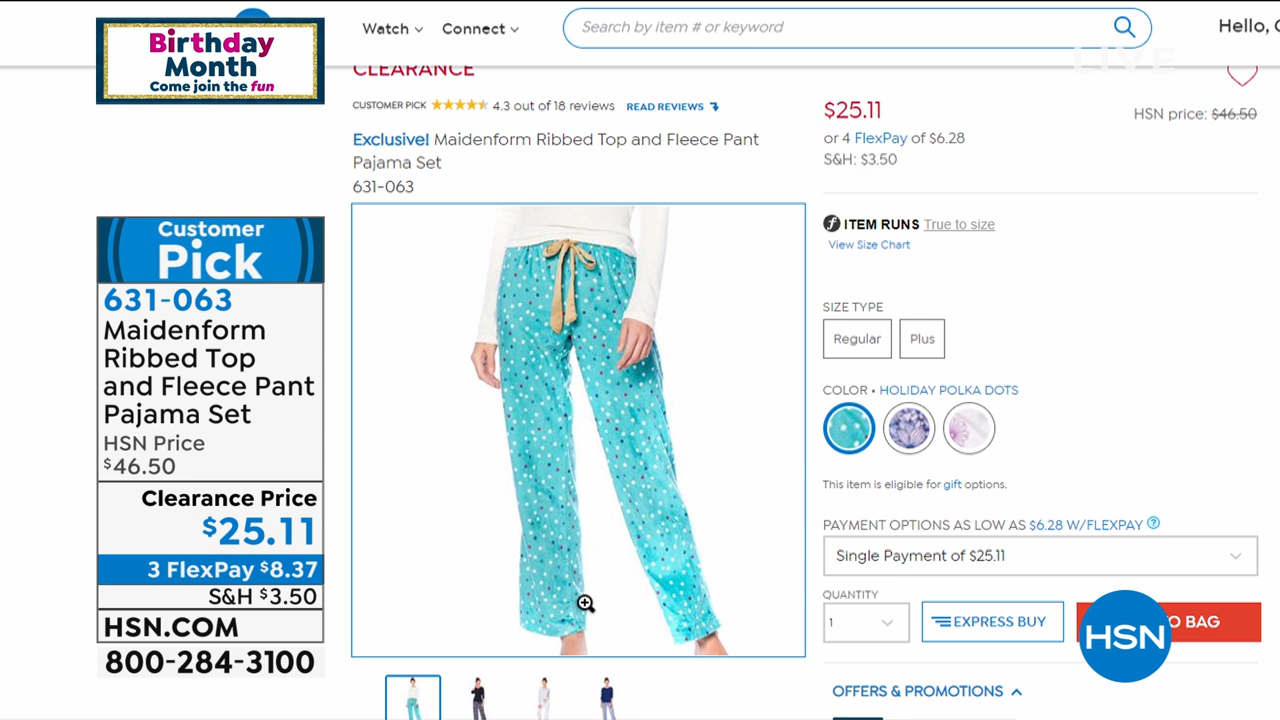 Birthday
Month
Come join the fun
Watch
Connect
Search by item # or keyword
Hello,
LIVE
CLEARANCE
CUSTOMER PICK 4.3 out of 18 reviews READ REVIEWS
Exclusive! Maidenform Ribbed Top and Fleece Pant
Pajama Set
631-063
$25.11
HSN price: $46.50
or 4 FlexPay of $6.28
S&H: $3.50
ITEM RUNS True to size
View Size Chart
SIZE TYPE
Regular
Plus
COLOR • HOLIDAY POLKA DOTS
This item is eligible for gift options.
PAYMENT OPTIONS AS LOW AS $6.28 W/FLEXPAY ?
Single Payment of $25.11
QUANTITY
1
EXPRESS BUY
O BAG
HSN
OFFERS & PROMOTIONS
Customer
Pick
631-063
Maidenform
Ribbed Top
and Fleece Pant
Pajama Set
HSN Price
$46.50
Clearance Price
$25.11
3 FlexPay $8.37
S&H $3.50
HSN.COM
800-284-3100